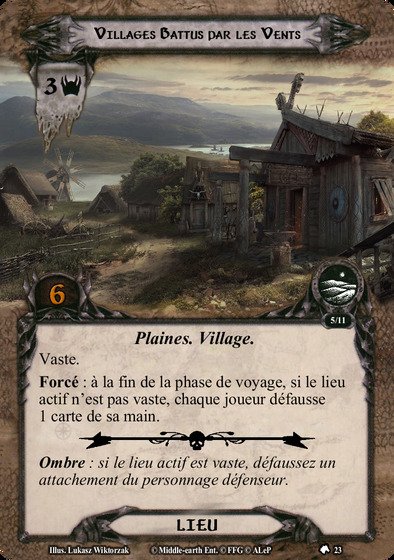 Villages Battus par les Vents
3
6
5/11
Plaines. Village.
Vaste.
Forcé : à la fin de la phase de voyage, si le lieu
actif n'est pas vaste, chaque joueur défausse
1 carte de sa main.
Ombre : si le lieu actif est vaste, défaussez un
attachement du personnage défenseur.
LIEU
Illus. Lukasz Wiktorzak
© Middle-earth Ent. © FFG © ALeP
23